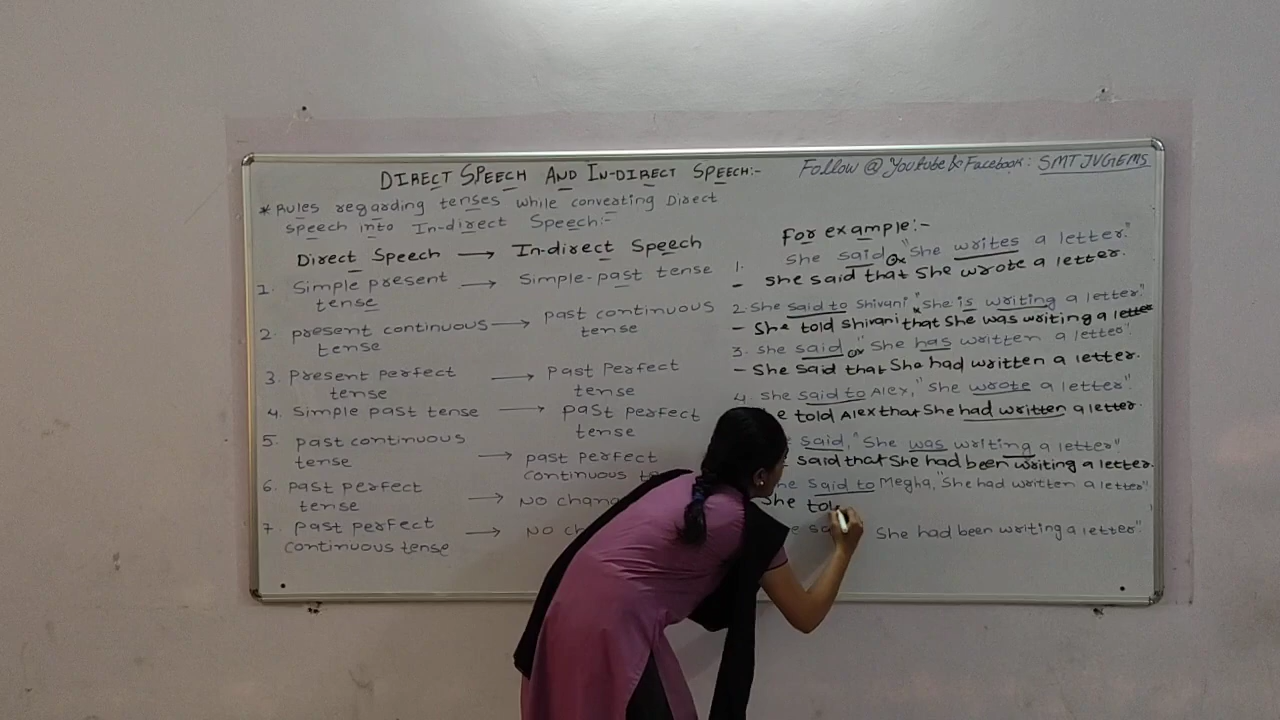 DIRECT SPEECH AND IN-DIRECT SPEECH:-
Follow @ Youtube & Facebook: SMTJVGEMS
* Rules regarding tenses while converting Direct
speech into In-direct Speech:-
Direct Speech → In-direct Speech
1. Simple present → Simple-past tense
tense
2. present continuous → past continuous
tense tense
3. Present perfect → Past Perfect
tense tense
4. Simple past tense → past perfect
tense
5. past continuous → past perfect
tense continuous
6. past perfect → NO
tense
7. Past perfect → NO
continuous tense
For example:-
1. She said "She writes a letter."
- She said that She wrote a letter.
2. She said to Shivani "She is writing a letter."
- She told Shivani that She was writing a letter
3. She said "She has written a letter".
- She Said that She had written a letter.
4. She said to Alex, "She wrote a letter".
told Alex that She had written a letter.
said, "She was writing a letter"
said that She had been writing a letter.
said to Megha, "She had written a letter"
She
She had been writing a letter"